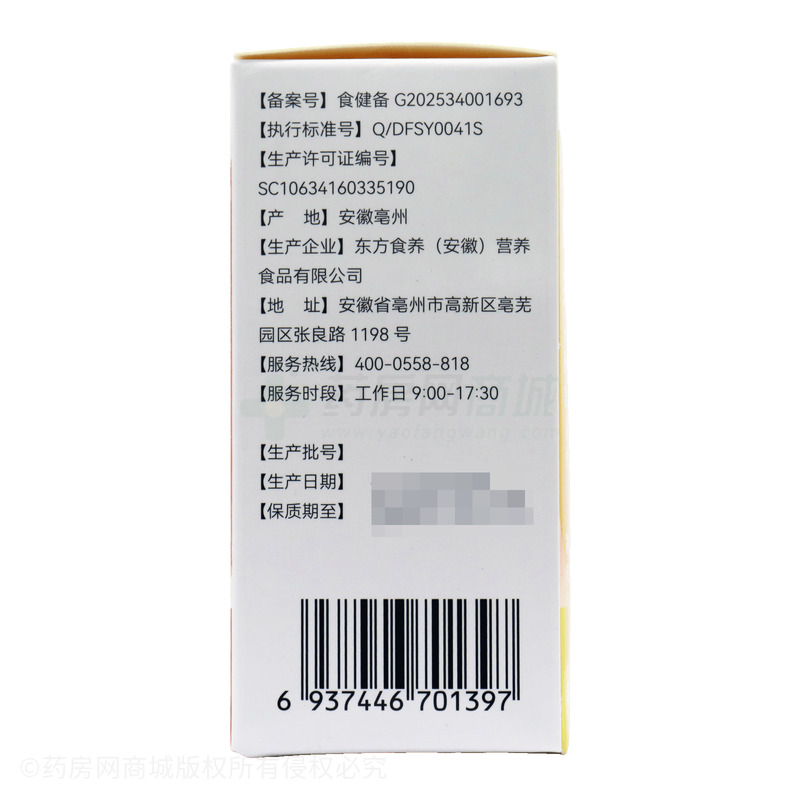 【备案号】食健备 G202534001693
【执行标准号】Q/DFSY0041S
【生产许可证编号】
SC10634160335190
【产 地】安徽亳州
【生产企业】东方食养（安徽）营养
食品有限公司
【地 址】安徽省亳州市高新区亳芜
园区张良路 1198 号
【服务热线】400-0558-818
【服务时段】工作日 9:00-17:30
药房网商城
www.yaofangwang.com
【生产批号】
【生产日期】
【保质期至】
6 937446 701397
©药房网商城版权所有侵权必究